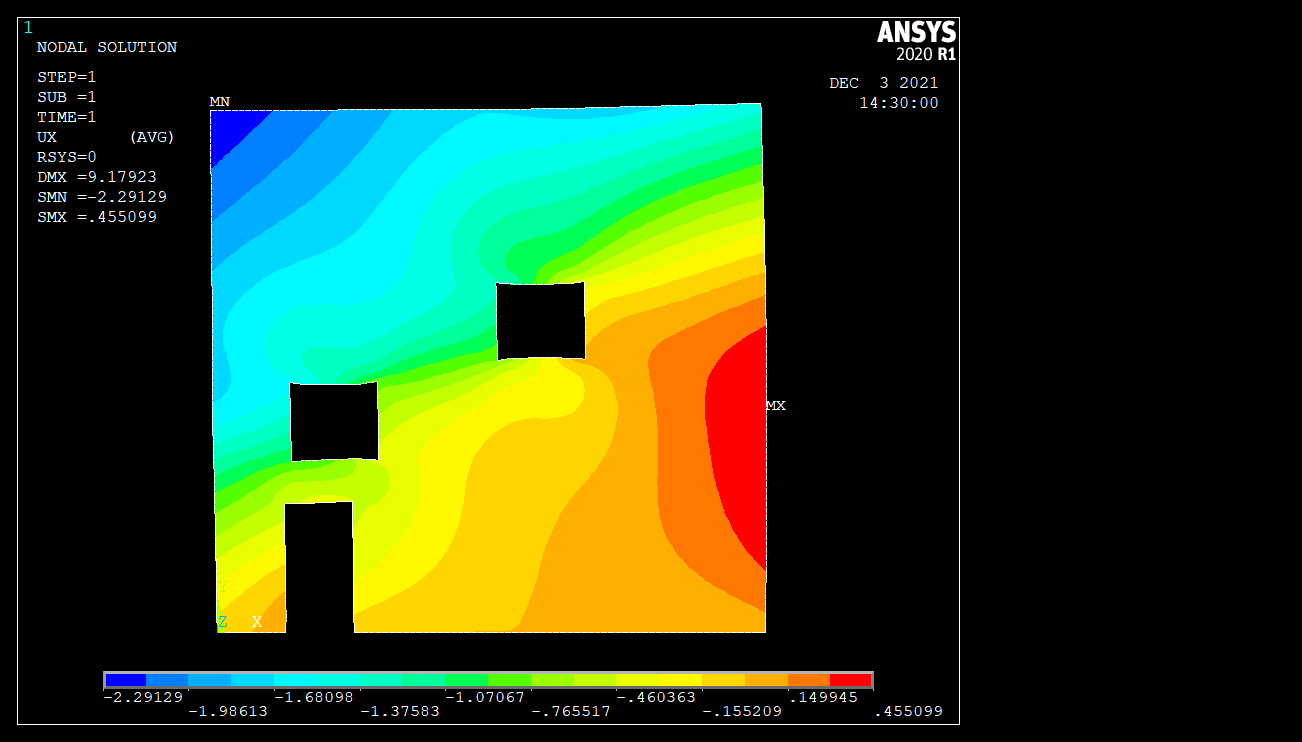 1
NODAL SOLUTION
STEP=1
SUB =1
TIME=1
UX (AVG)
RSYS=0
DMX =9.17923
SMN =-2.29129
SMX =.455099
ANSYS
2020 R1
DEC 3 2021
14:30:00
MN
MX
Y
Z X
-2.29129 -1.68098 -1.07067 -.460363 .149945
-1.98613 -1.37583 -.765517 -.155209 .455099